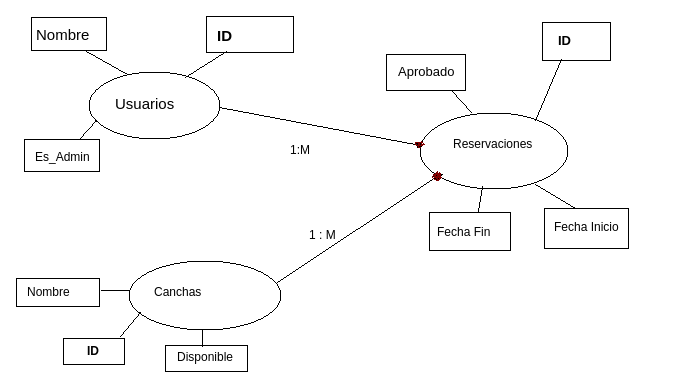 Nombre
ID
Usuarios
Es_Admin
1:M
Aprobado
ID
Reservaciones
Fecha Fin
Fecha Inicio
1 : M
Nombre
Canchas
ID
Disponible